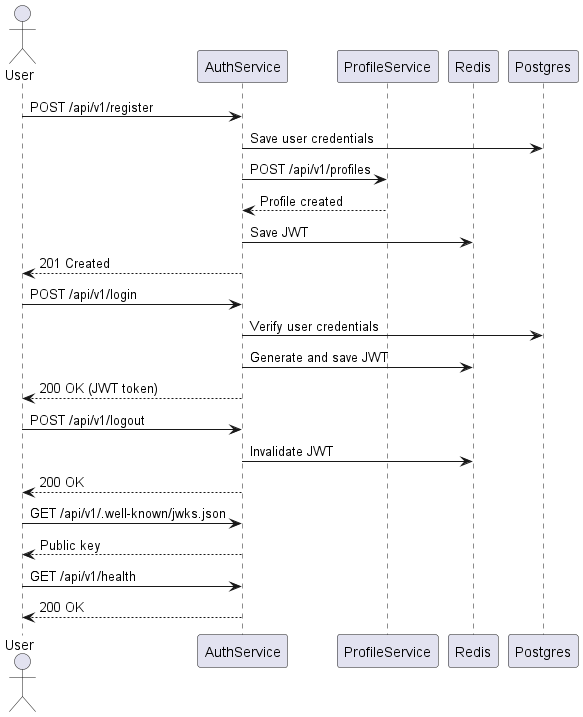 User
AuthService
ProfileService
Redis
Postgres
POST /api/v1/register
Save user credentials
POST /api/v1/profiles
Profile created
Save JWT
201 Created
POST /api/v1/login
Verify user credentials
Generate and save JWT
200 OK (JWT token)
POST /api/v1/logout
Invalidate JWT
200 OK
GET /api/v1/.well-known/jwks.json
Public key
GET /api/v1/health
200 OK
User
AuthService
ProfileService
Redis
Postgres